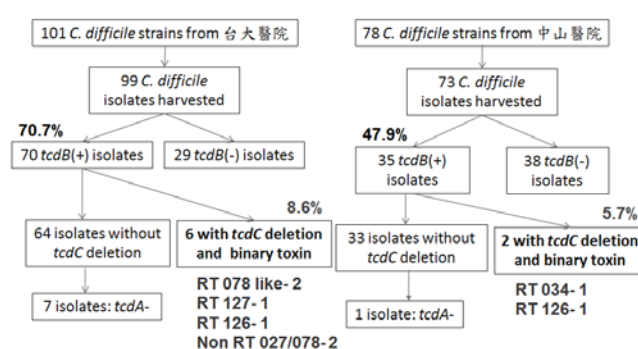 101 C. difficile strains from 台大醫院
99 C. difficile
isolates harvested
70.7%
70 tcdB(+) isolates
29 tcdB(-) isolates
8.6%
64 isolates without
tcdC deletion
6 with tcdC deletion
and binary toxin
7 isolates: tcdA-
RT 078 like- 2
RT 127- 1
RT 126- 1
Non RT 027/078- 2
78 C. difficile strains from 中山醫院
73 C. difficile
isolates harvested
47.9%
35 tcdB(+)
isolates
38 tcdB(-)
isolates
5.7%
33 isolates without
tcdC deletion
2 with tcdC deletion
and binary toxin
1 isolate: tcdA-
RT 034- 1
RT 126- 1